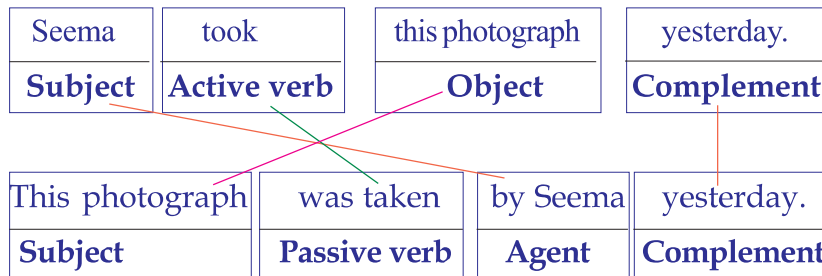 Seema took this photograph yesterday.
Subject Active verb Object Complement
This photograph was taken by Seema yesterday.
Subject Passive verb Agent Complement